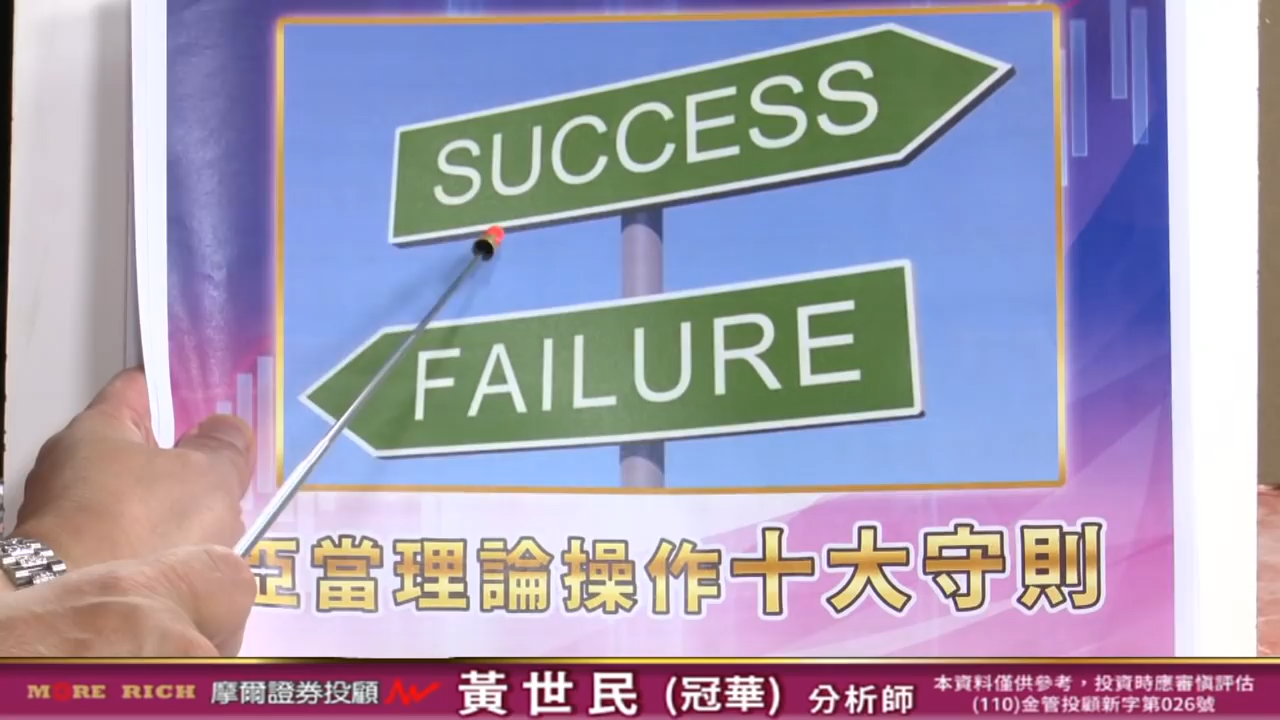 SUCCESS
FAILURE
亞當理論操作十大守則
MORE RICH 摩爾證券投顧 黃世民(冠華) 分析師
本資料僅供參考,投資時應審慎評估
(110)金管投顧新字第026號